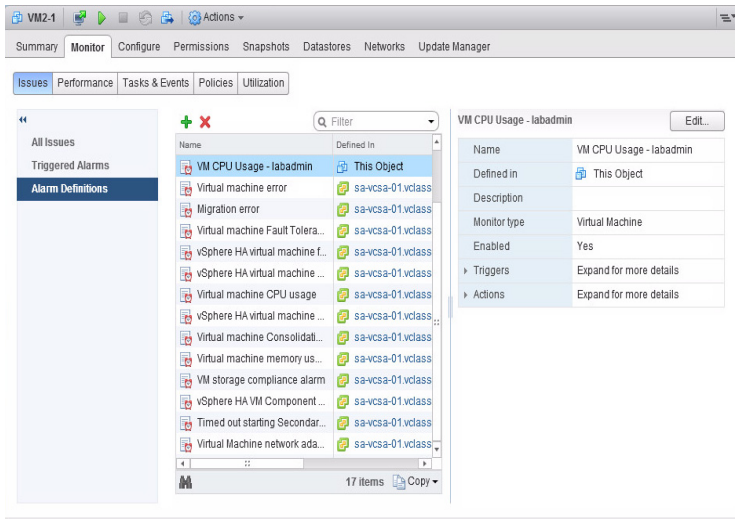 VM2-1 Actions
Summary Monitor Configure Permissions Snapshots Datastores Networks Update Manager
Issues Performance Tasks & Events Policies Utilization
All Issues
Triggered Alarms
Alarm Definitions
Filter
Name Defined In
VM CPU Usage - labadmin This Object
Virtual machine error sa-vcsa-01.vclass
Migration error sa-vcsa-01.vclass
Virtual machine Fault Tolera... sa-vcsa-01.vclass
vSphere HA virtual machine f... sa-vcsa-01.vclass
vSphere HA virtual machine ... sa-vcsa-01.vclass
Virtual machine CPU usage sa-vcsa-01.vclass
vSphere HA virtual machine ... sa-vcsa-01.vclass
Virtual machine Consolidati... sa-vcsa-01.vclass
Virtual machine memory us... sa-vcsa-01.vclass
VM storage compliance alarm sa-vcsa-01.vclass
vSphere HA VM Component ... sa-vcsa-01.vclass
Timed out starting Secondar... sa-vcsa-01.vclass
Virtual Machine network ada... sa-vcsa-01.vclass
17 items Copy
VM CPU Usage - labadmin Edit...
Name VM CPU Usage - labadmin
Defined in This Object
Description
Monitor type Virtual Machine
Enabled Yes
Triggers Expand for more details
Actions Expand for more details